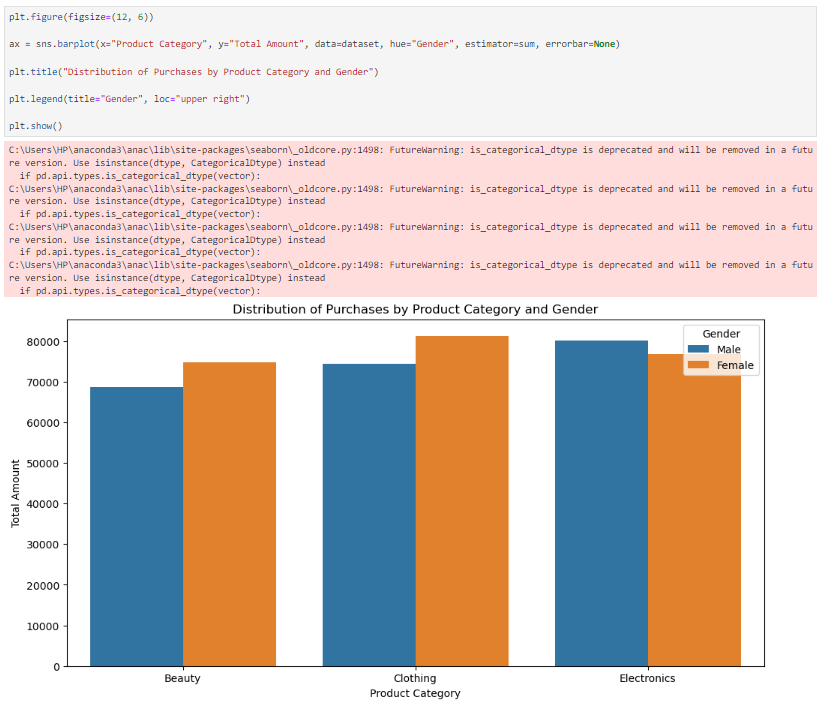 plt.figure(figsize=(12, 6))
ax = sns.barplot(x="Product Category", y="Total Amount", data=dataset, hue="Gender", estimator=sum, errorbar=None)
plt.title("Distribution of Purchases by Product Category and Gender")
plt.legend(title="Gender", loc="upper right")
plt.show()
C:\Users\HP\anaconda3\anac\lib\site-packages\seaborn\_oldcore.py:1498: FutureWarning: is_categorical_dtype is deprecated and will be removed in a futu
re version. Use isinstance(dtype, CategoricalDtype) instead
  if pd.api.types.is_categorical_dtype(vector):
C:\Users\HP\anaconda3\anac\lib\site-packages\seaborn\_oldcore.py:1498: FutureWarning: is_categorical_dtype is deprecated and will be removed in a futu
re version. Use isinstance(dtype, CategoricalDtype) instead
  if pd.api.types.is_categorical_dtype(vector):
C:\Users\HP\anaconda3\anac\lib\site-packages\seaborn\_oldcore.py:1498: FutureWarning: is_categorical_dtype is deprecated and will be removed in a futu
re version. Use isinstance(dtype, CategoricalDtype) instead
  if pd.api.types.is_categorical_dtype(vector):
C:\Users\HP\anaconda3\anac\lib\site-packages\seaborn\_oldcore.py:1498: FutureWarning: is_categorical_dtype is deprecated and will be removed in a futu
re version. Use isinstance(dtype, CategoricalDtype) instead
  if pd.api.types.is_categorical_dtype(vector):
Distribution of Purchases by Product Category and Gender
Gender
Male
Female
80000
70000
60000
50000
40000
30000
20000
10000
0
Total Amount
Beauty
Clothing
Electronics
Product Category